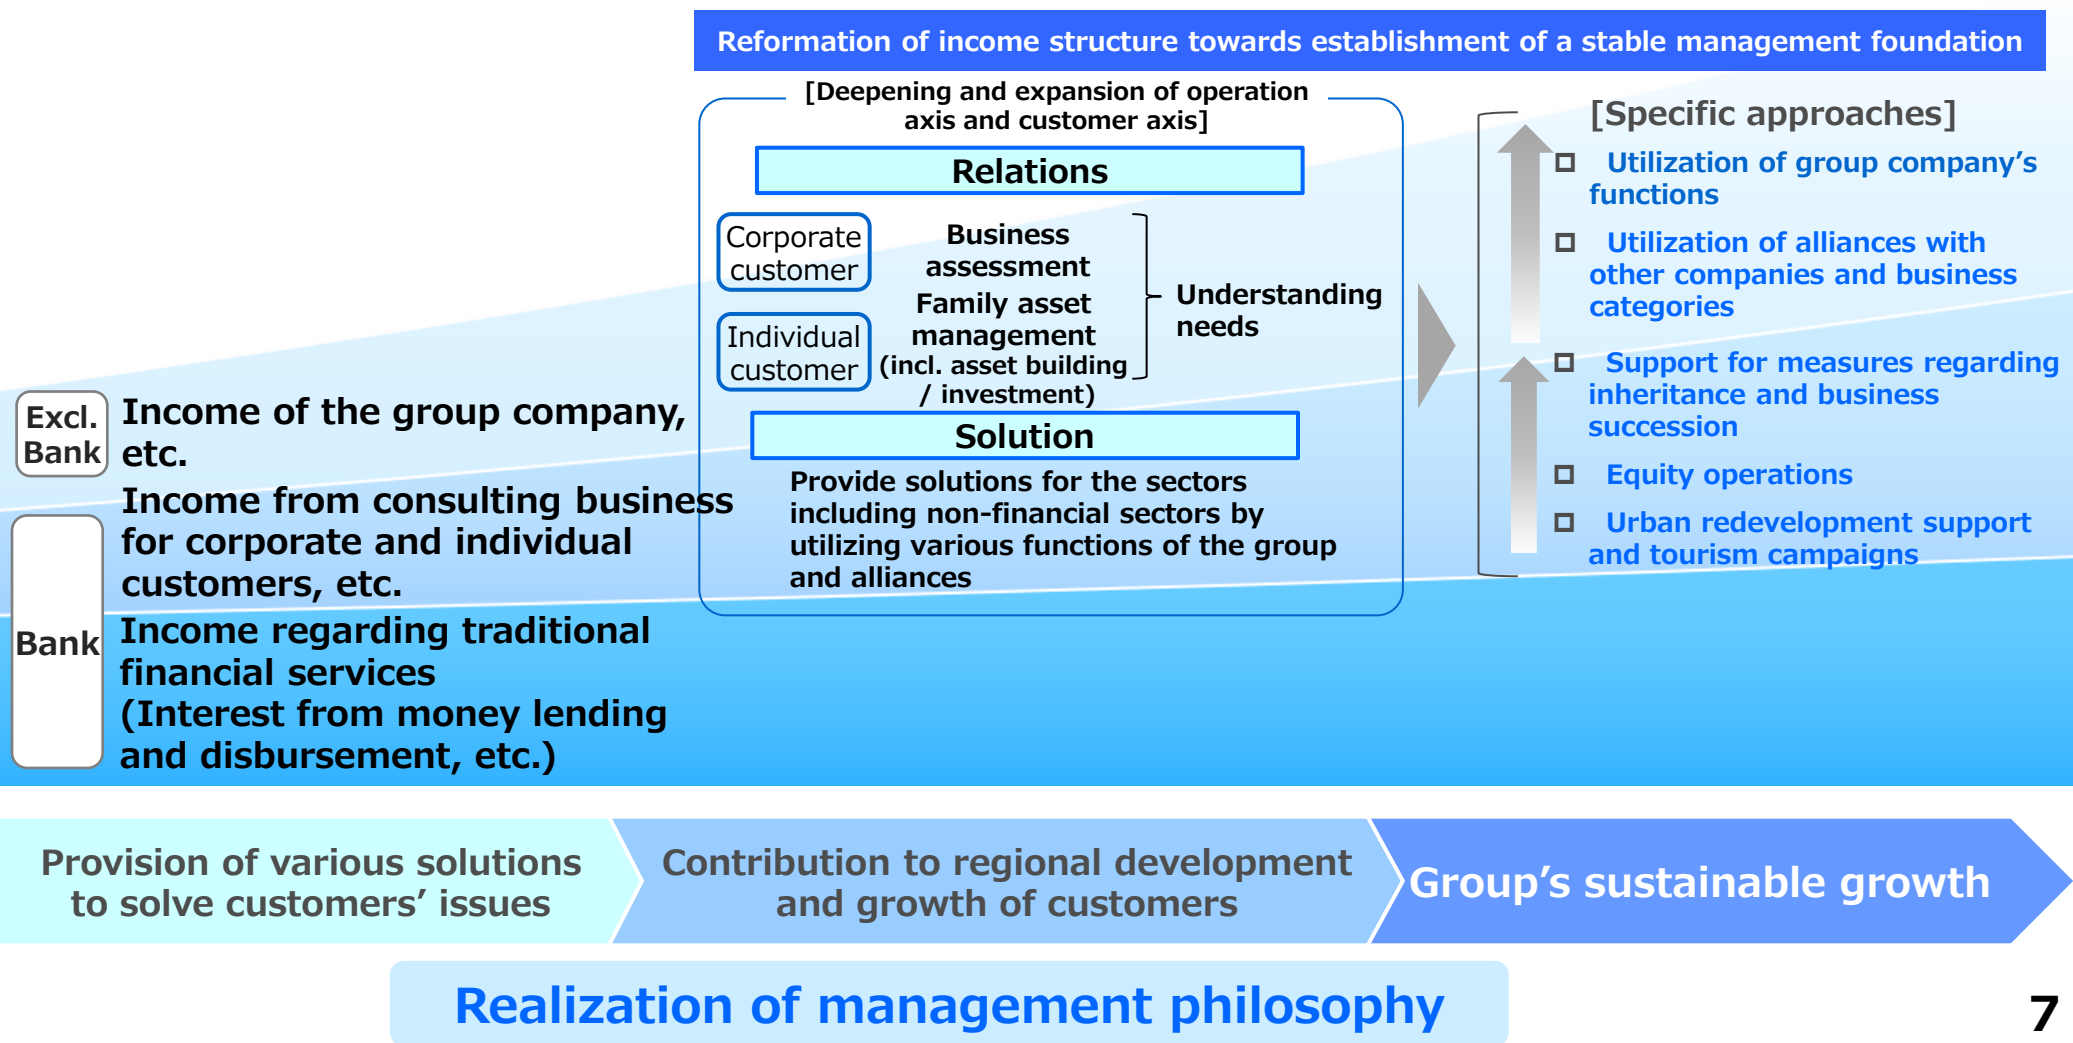 Reformation of income structure towards establishment of a stable management foundation
[Deepening and expansion of operation
axis and customer axis]
Relations
Corporate
customer
Individual
customer
Business
assessment
Family asset
management
(incl. asset building
/ investment)
Understanding
needs
Solution
Provide solutions for the sectors
including non-financial sectors by
utilizing various functions of the group
and alliances
[Specific approaches]
Utilization of group company’s
functions
Utilization of alliances with
other companies and business
categories
Support for measures regarding
inheritance and business
succession
Equity operations
Urban redevelopment support
and tourism campaigns
Excl.
Bank
Income of the group company,
etc.
Bank
Income from consulting business
for corporate and individual
customers, etc.
Income regarding traditional
financial services
(Interest from money lending
and disbursement, etc.)
Provision of various solutions
to solve customers’ issues
Contribution to regional development
and growth of customers
Group’s sustainable growth
Realization of management philosophy
7